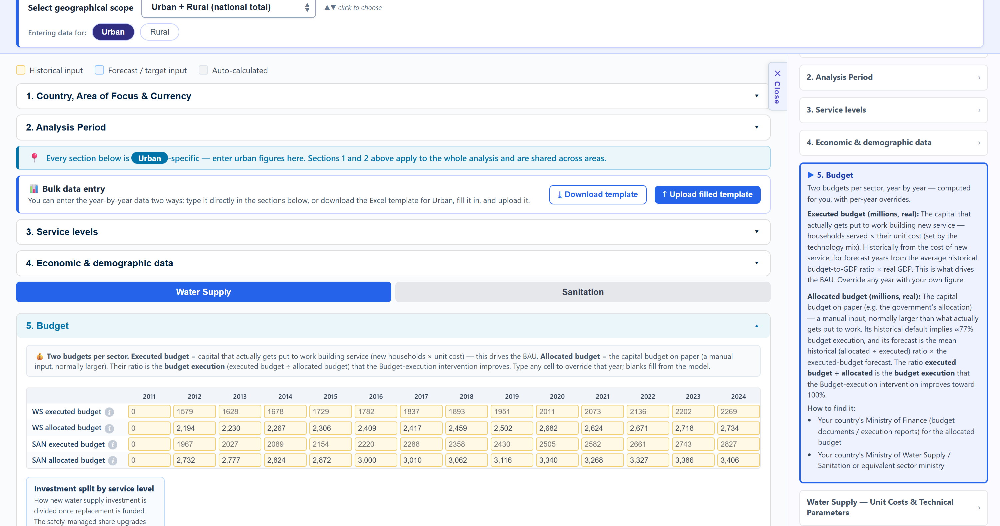 Select geographical scope
Urban + Rural (national total)
▲▼ click to choose
Entering data for:
Urban
Rural
Historical input
Forecast / target input
Auto-calculated
✕ Close
1. Country, Area of Focus & Currency
2. Analysis Period
Every section below is Urban-specific — enter urban figures here. Sections 1 and 2 above apply to the whole analysis and are shared across areas.
Bulk data entry
You can enter the year-by-year data two ways: type it directly in the sections below, or download the Excel template for Urban, fill it in, and upload it.
Download template
Upload filled template
3. Service levels
4. Economic & demographic data
Water Supply
Sanitation
5. Budget
Two budgets per sector. Executed budget = capital that actually gets put to work building service (new households × unit cost) — this drives the BAU. Allocated budget = the capital budget on paper (a manual
input, normally larger). Their ratio is the budget execution (executed budget ÷ allocated budget) that the Budget-execution intervention improves. Type any cell to override that year; blanks fill from the model.
2011 2012 2013 2014 2015 2016 2017 2018 2019 2020 2021 2022 2023 2024
WS executed budget i 0 1579 1628 1678 1729 1782 1837 1893 1951 2011 2073 2136 2202 2269
WS allocated budget i 0 2,194 2,230 2,267 2,306 2,409 2,417 2,459 2,502 2,682 2,624 2,671 2,718 2,734
SAN executed budget i 0 1967 2027 2089 2154 2220 2288 2358 2430 2505 2582 2661 2743 2827
SAN allocated budget i 0 2,732 2,777 2,824 2,872 3,000 3,010 3,062 3,116 3,340 3,268 3,327 3,386 3,406
Investment split by service level
How new water supply investment is
divided once replacement is funded.
The safely-managed share upgrades
2. Analysis Period
3. Service levels
4. Economic & demographic data
▶ 5. Budget
Two budgets per sector, year by year — computed
for you, with per-year overrides.
Executed budget (millions, real): The capital that
actually gets put to work building new service —
households served × their unit cost (set by the
technology mix). Historically from the cost of new
service; for forecast years from the average historical
budget-to-GDP ratio × real GDP. This is what drives
the BAU. Override any year with your own figure.
Allocated budget (millions, real): The capital
budget on paper (e.g. the government's allocation)
— a manual input, normally larger than what actually
gets put to work. Its historical default implies ≈77%
budget execution, and its forecast is the mean
historical (allocated ÷ executed) ratio × the
executed-budget forecast. The ratio executed
budget ÷ allocated is the budget execution that
the Budget-execution intervention improves toward
100%.
How to find it:
• Your country's Ministry of Finance (budget
documents / execution reports) for the allocated
budget
• Your country's Ministry of Water Supply /
Sanitation or equivalent sector ministry
Water Supply — Unit Costs & Technical
Parameters